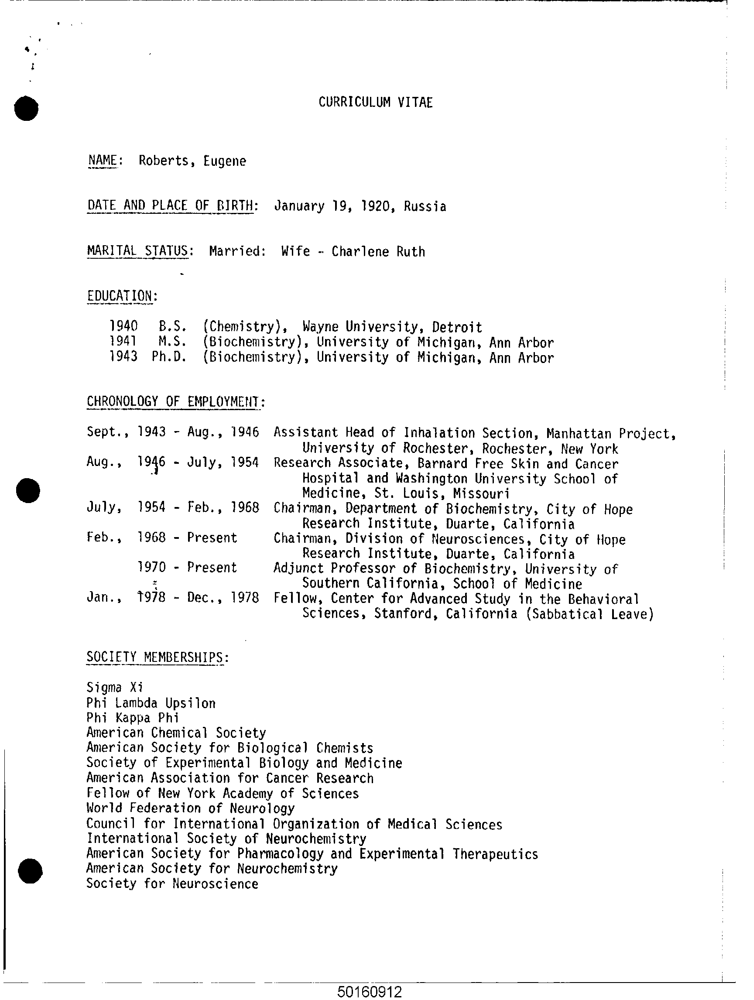 CURRICULUM VITAE
NAME: Roberts, Eugene
DATE AND PLACE OF BIRTH: January 19, 1920, Russia
MARITAL STATUS: Married: Wife - Charlene Ruth
EDUCATION:
1940 B.S. (Chemistry), Wayne University, Detroit
1941 M.S. (Biochemistry), University of Michigan, Ann Arbor
1943 Ph.D. (Biochemistry), University of Michigan, Ann Arbor
CHRONOLOGY OF EMPLOYMENT:
Sept., 1943 - Aug., 1946 Assistant Head of Inhalation Section, Manhattan Project,
University of Rochester, Rochester, New York
Aug., 1946 - July, 1954 Research Associate, Barnard Free Skin and Cancer
Hospital and Washington University School of
Medicine, St. Louis, Missouri
July, 1954 - Feb., 1968 Chairman, Department of Biochemistry, City of Hope
Research Institute, Duarte, California
Feb., 1968 - Present Chairman, Division of Neurosciences, City of Hope
Research Institute, Duarte, California
1970 - Present Adjunct Professor of Biochemistry, University of
Southern California, School of Medicine
Jan., 1978 - Dec., 1978 Fellow, Center for Advanced Study in the Behavioral
Sciences, Stanford, California (Sabbatical Leave)
SOCIETY MEMBERSHIPS:
Sigma Xi
Phi Lambda Upsilon
Phi Kappa Phi
American Chemical Society
American Society for Biological Chemists
Society of Experimental Biology and Medicine
American Association for Cancer Research
Fellow of New York Academy of Sciences
World Federation of Neurology
Council for International Organization of Medical Sciences
International Society of Neurochemistry
American Society for Pharmacology and Experimental Therapeutics
American Society for Neurochemistry
Society for Neuroscience
50160912